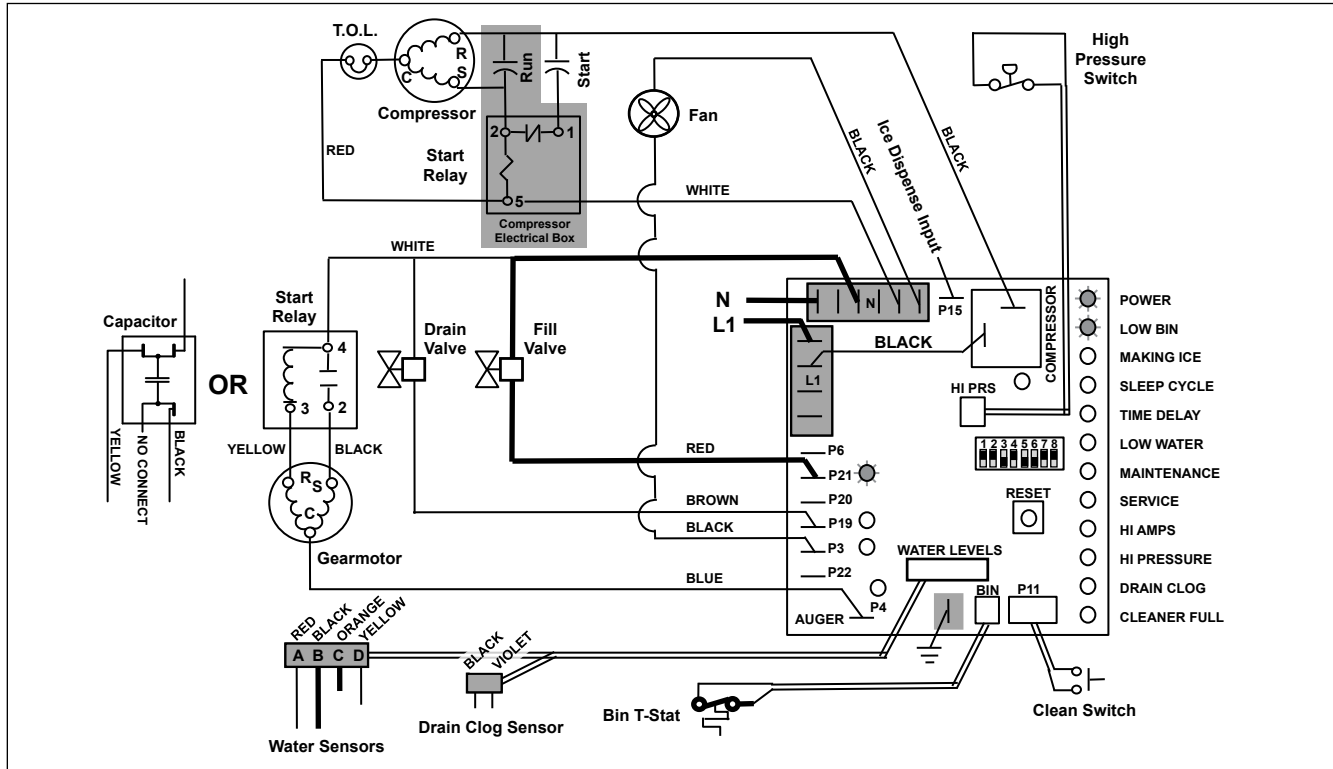 T.O.L.
R
S
C
Compressor
Run
Start
2
1
5
Start
Relay
Compressor
Electrical Box
RED
Fan
BLACK
Ice Dispense Input
BLACK
High
Pressure
Switch
WHITE
WHITE
Capacitor
YELLOW
NO CONNECT
BLACK
OR
Start
Relay
4
3
2
YELLOW
BLACK
R
S
C
Gearmotor
Drain
Valve
Fill
Valve
N
L1
N
P15
BLACK
L1
COMPRESSOR
HI PRS
1 2 3 4 5 6 7 8
RESET
POWER
LOW BIN
MAKING ICE
SLEEP CYCLE
TIME DELAY
LOW WATER
MAINTENANCE
SERVICE
HI AMPS
HI PRESSURE
DRAIN CLOG
CLEANER FULL
RED
BROWN
BLACK
BLUE
P6
P21
P20
P19
P3
P22
P4
AUGER
WATER LEVELS
BIN
P11
RED
BLACK
ORANGE
YELLOW
A B C D
Water Sensors
BLACK
VIOLET
Drain Clog Sensor
Bin T-Stat
Clean Switch